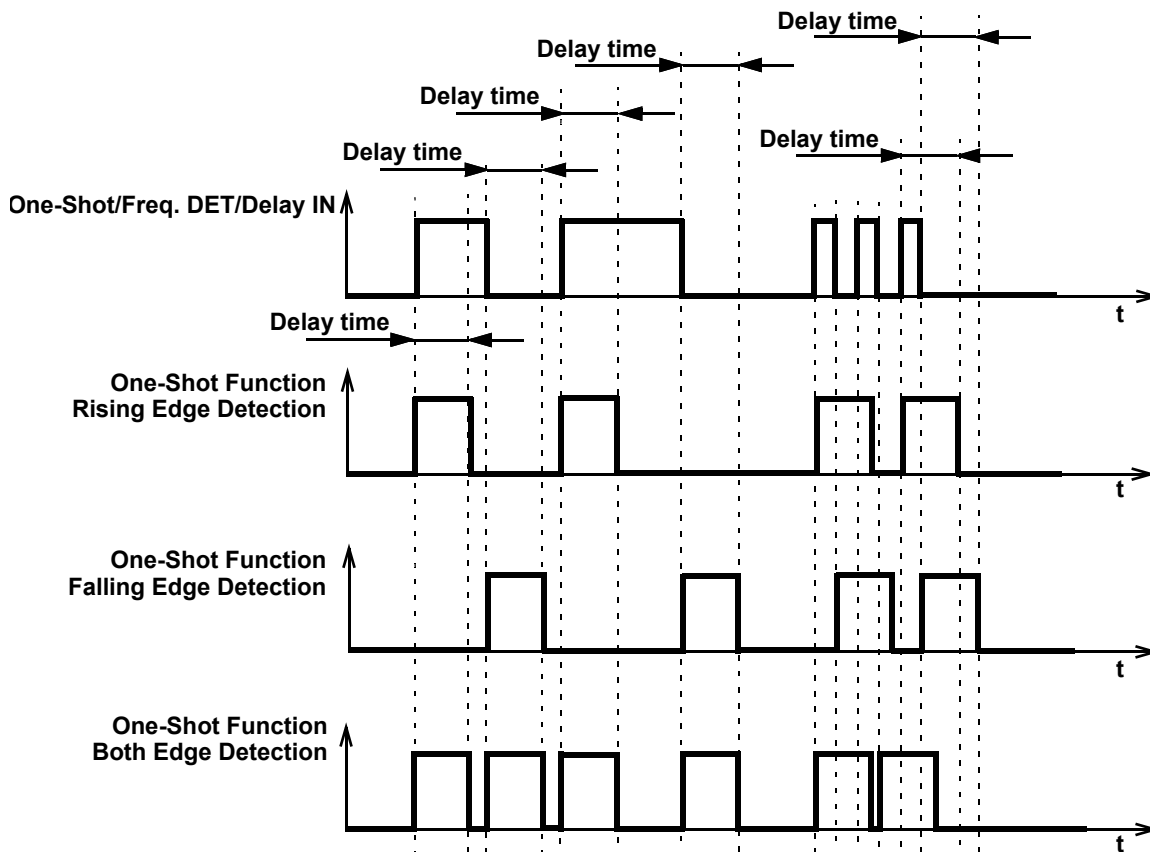 Delay time
Delay time
Delay time
Delay time
Delay time
One-Shot/Freq. DET/Delay IN
t
Delay time
One-Shot Function
Rising Edge Detection
t
One-Shot Function
Falling Edge Detection
t
One-Shot Function
Both Edge Detection
t